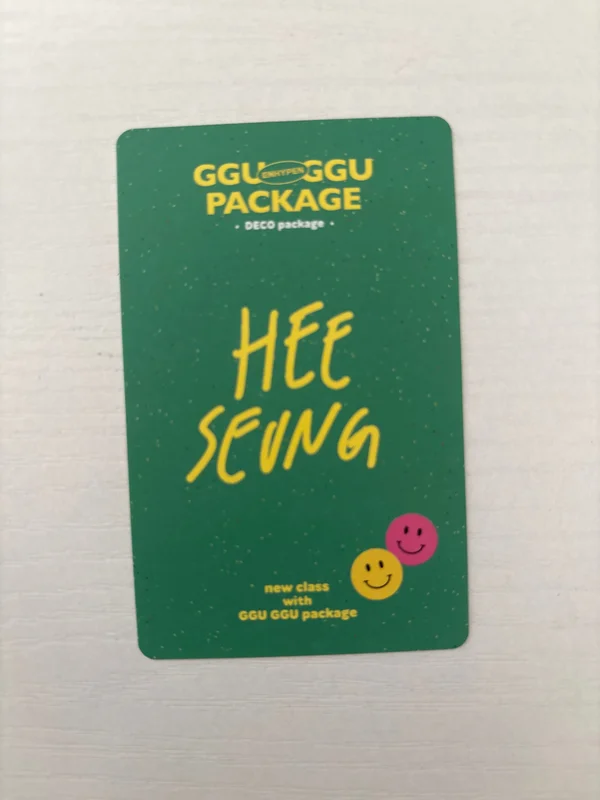 GGU ENHYPEN GGU
PACKAGE
• DECO package •
HEE
SEUNG
new class
with
GGU GGU package